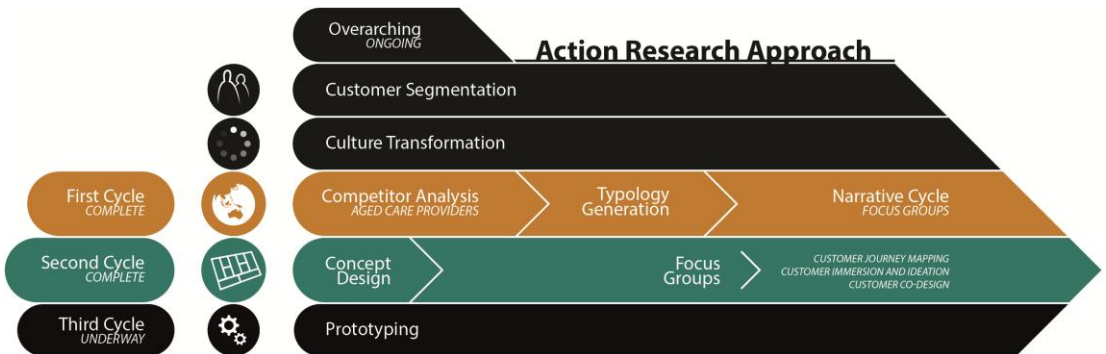 Overarching
ONGOING
Action Research Approach
Customer Segmentation
Culture Transformation
First Cycle
COMPLETE
Competitor Analysis
AGED CARE PROVIDERS
Typology
Generation
Narrative Cycle
FOCUS GROUPS
Second Cycle
COMPLETE
Concept
Design
Focus
Groups
CUSTOMER JOURNEY MAPPING
CUSTOMER IMMERSION AND IDEATION
CUSTOMER CO-DESIGN
Third Cycle
UNDERWAY
Prototyping